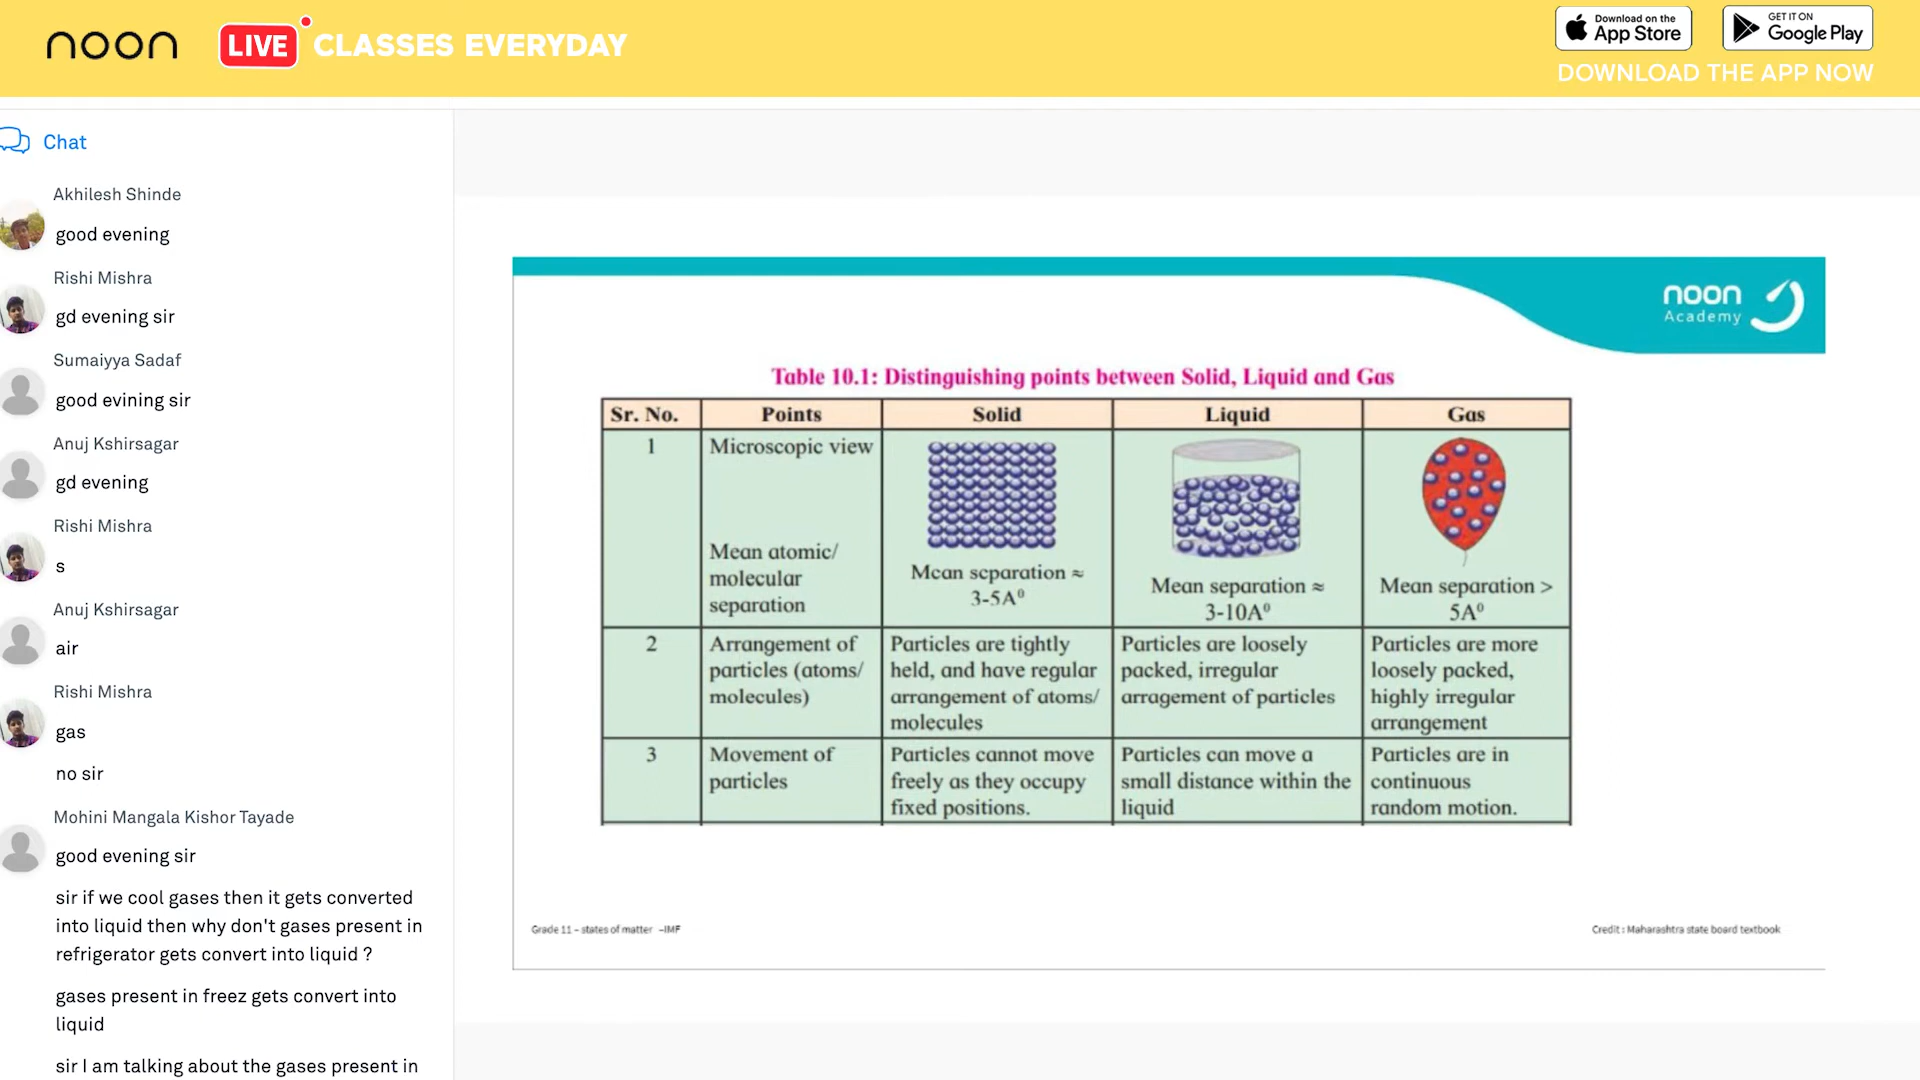 noon LIVE CLASSES EVERYDAY
Download on the
App Store
GET IT ON
Google Play
DOWNLOAD THE APP NOW
Chat
Akhilesh Shinde
good evening
Rishi Mishra
gd evening sir
Sumaiyya Sadaf
good evining sir
Anuj Kshirsagar
gd evening
Rishi Mishra
s
Anuj Kshirsagar
air
Rishi Mishra
gas
no sir
Mohini Mangala Kishor Tayade
good evening sir
sir if we cool gases then it gets converted
into liquid then why don't gases present in
refrigerator gets convert into liquid ?
gases present in freez gets convert into
liquid
sir I am talking about the gases present in
noon
Academy
Table 10.1: Distinguishing points between Solid, Liquid and Gas
Sr. No. Points Solid Liquid Gas
1 Microscopic view
Mean atomic/
molecular
separation
Mean separation ≈
3-5A⁰
Mean separation ≈
3-10A⁰
Mean separation >
5A⁰
2 Arrangement of
particles (atoms/
molecules)
Particles are tightly
held, and have regular
arrangement of atoms/
molecules
Particles are loosely
packed, irregular
arragement of particles
Particles are more
loosely packed,
highly irregular
arrangement
3 Movement of
particles
Particles cannot move
freely as they occupy
fixed positions.
Particles can move a
small distance within the
liquid
Particles are in
continuous
random motion.
Grade 11 – states of matter –IMF
Credit : Maharashtra state board textbook